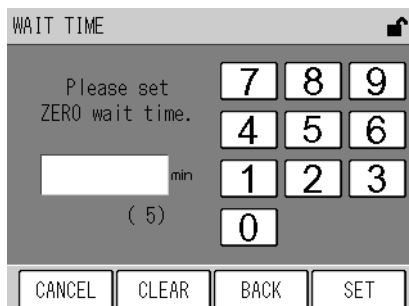 WAIT TIME
Please set
ZERO wait time.
min
( 5)
7 8 9
4 5 6
1 2 3
0
CANCEL CLEAR BACK SET